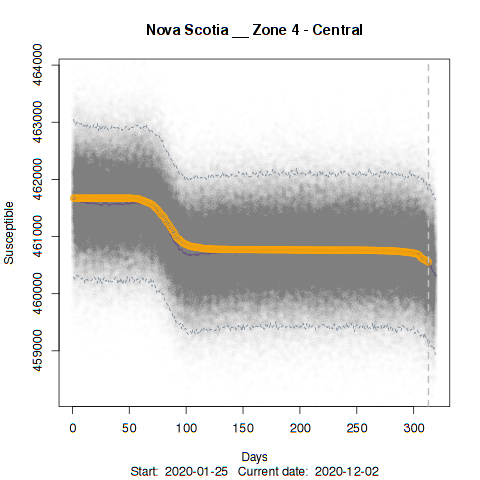 Nova Scotia __ Zone 4 - Central
464000
463000
462000
461000
460000
459000
Susceptible
0 50 100 150 200 250 300
Days
Start: 2020-01-25 Current date: 2020-12-02